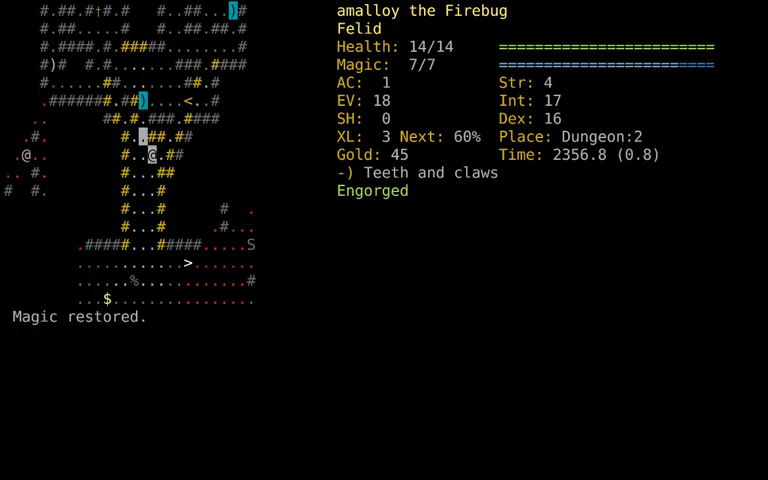 #.##.#†#.#   #..##...)#   amalloy the Firebug
#.##.....#   #.##..##.#   Felid
#.####.#.###............#   Health: 14/14   ========================
#)#  #.#.......###.####   Magic:  7/7   ========================
#......##.......##.#   AC:  1   Str: 4
.#######.##)....<..#   EV: 18   Int: 17
..   ##.#.###.####   SH:  0   Dex: 16
.#.   #..##.##   XL:  3 Next: 60%   Place: Dungeon:2
.@..   #..@.##   Gold: 45   Time: 2356.8 (0.8)
.. #.   #...##   -) Teeth and claws
#  #.   #...#   Engorged
#...#   #  .
#...#   .#...
.#####...#####.....S
............>.......
......%............#
...$................
Magic restored.